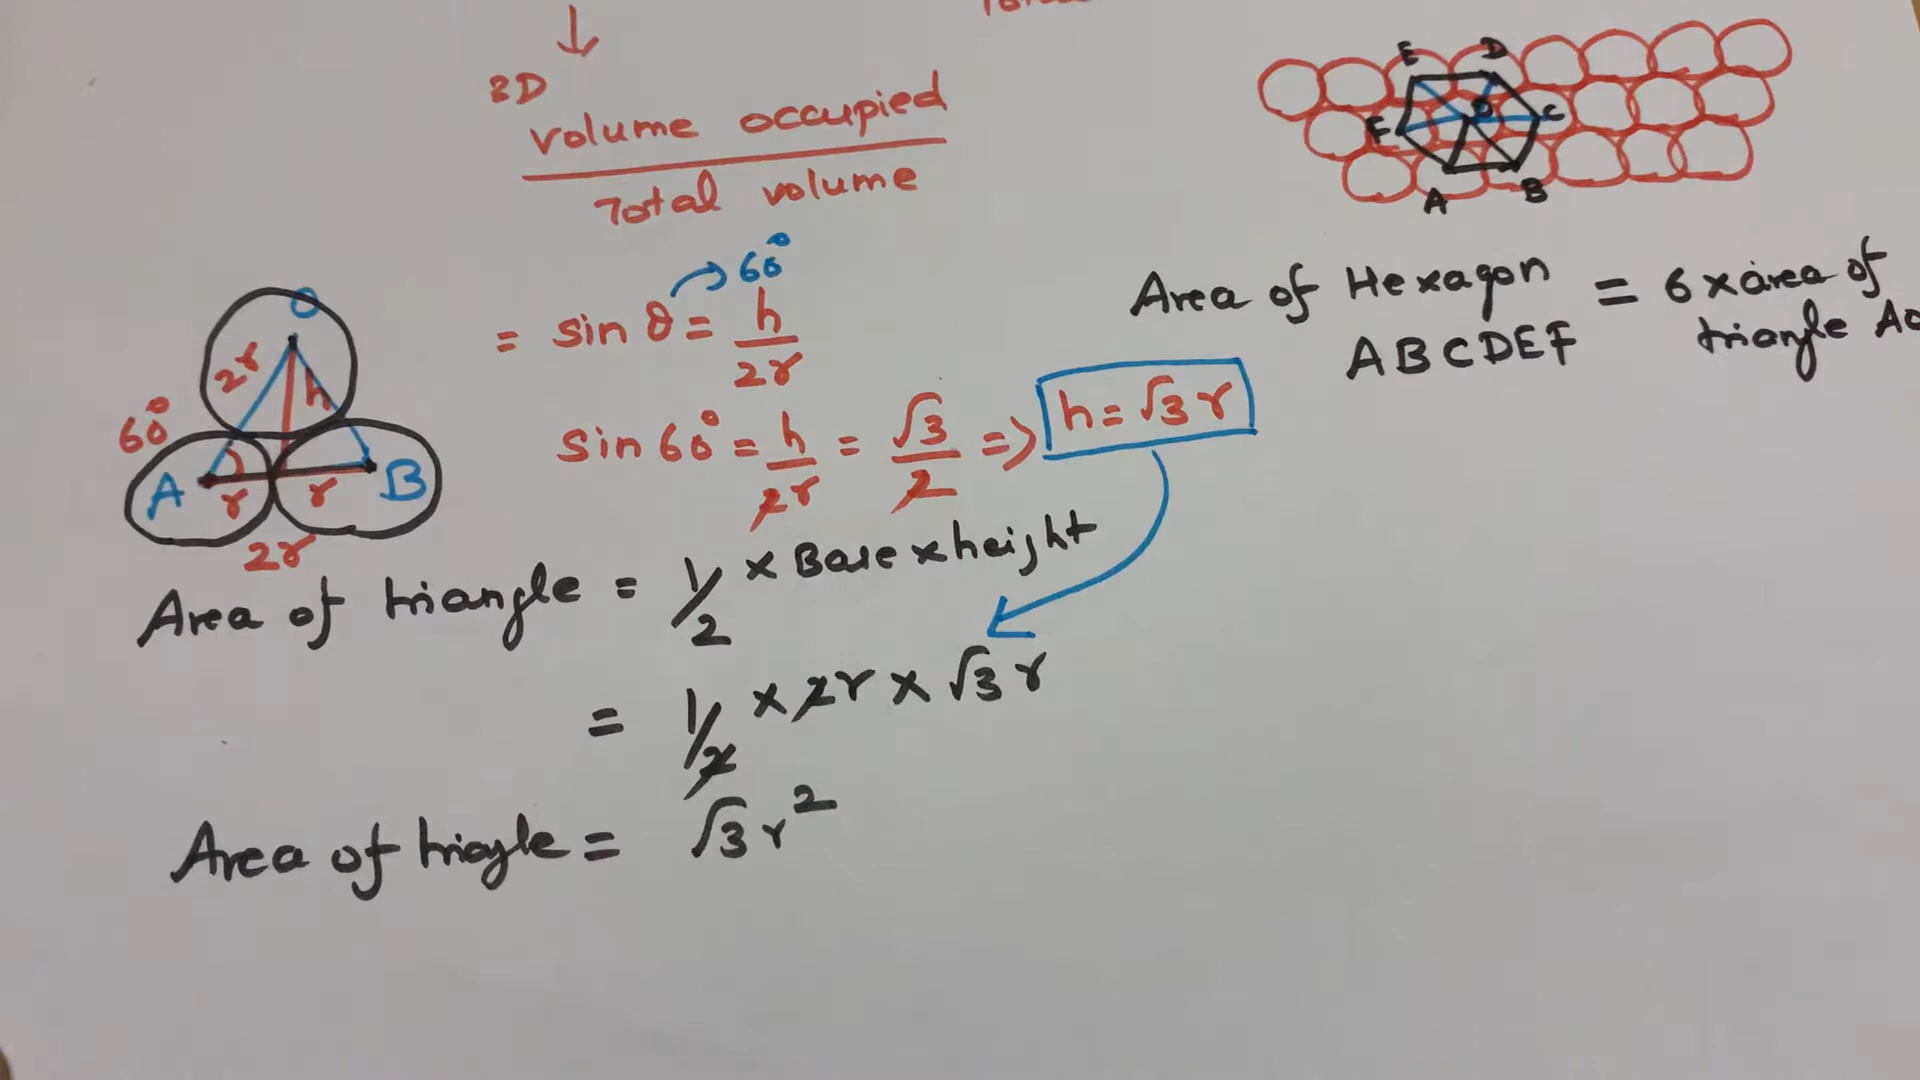 3D
volume occupied
Total volume
E D
F O C
A B
60°
= sin θ = h/2r
sin 60° = h/2r = √3/2 => h = √3 r
O
2r h
60°
A r r B
2r
Area of Hexagon = 6 x area of
ABCDEF triangle
Area of triangle = 1/2 x Base x height
= 1/2 x 2r x √3 r
Area of triagle = √3 r²